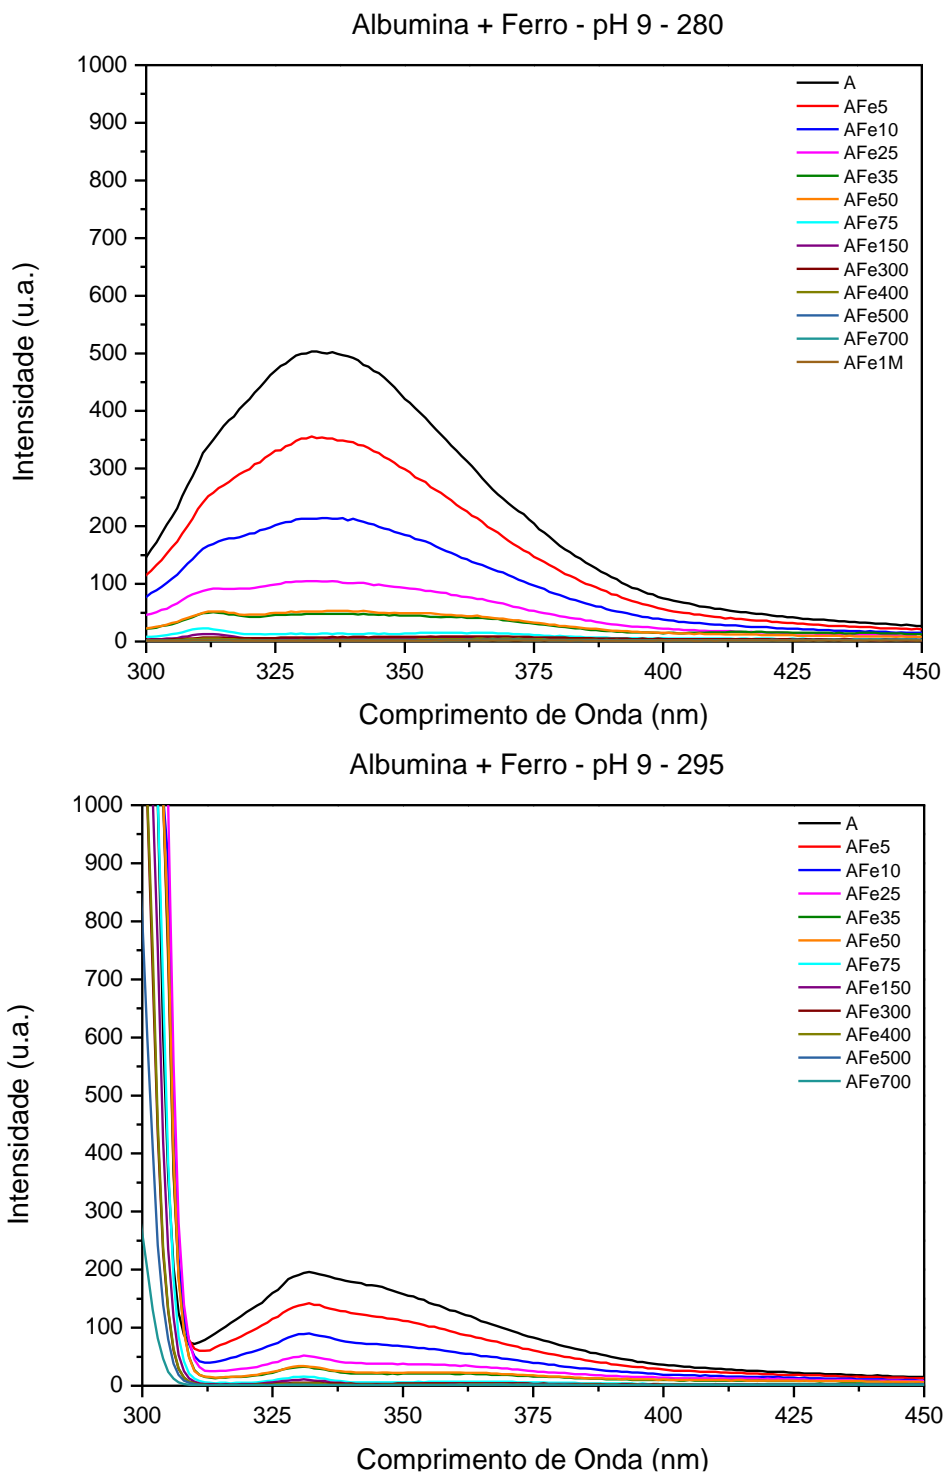 Albumina + Ferro - pH 9 - 280
1000
900
800
700
600
500
400
300
200
100
0
Intensidade (u.a.)
A
AFe5
AFe10
AFe25
AFe35
AFe50
AFe75
AFe150
AFe300
AFe400
AFe500
AFe700
AFe1M
300 325 350 375 400 425 450
Comprimento de Onda (nm)
Albumina + Ferro - pH 9 - 295
1000
900
800
700
600
500
400
300
200
100
0
Intensidade (u.a.)
A
AFe5
AFe10
AFe25
AFe35
AFe50
AFe75
AFe150
AFe300
AFe400
AFe500
AFe700
300 325 350 375 400 425 450
Comprimento de Onda (nm)